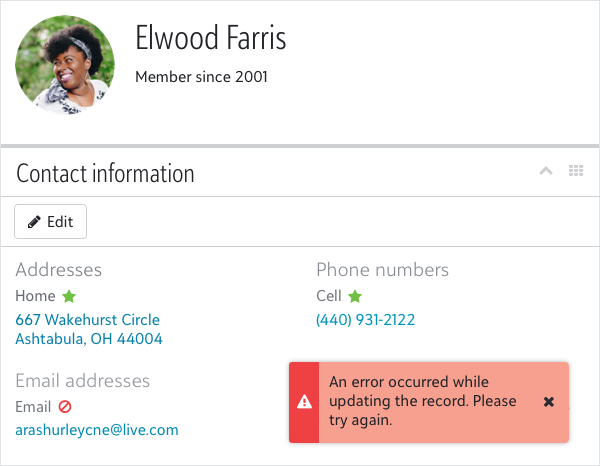 Elwood Farris
Member since 2001
Contact information
Edit
Addresses
Home
667 Wakehurst Circle
Ashtabula, OH 44004
Phone numbers
Cell
(440) 931-2122
Email addresses
Email
arashurleycne@live.com
An error occurred while
updating the record. Please
try again.